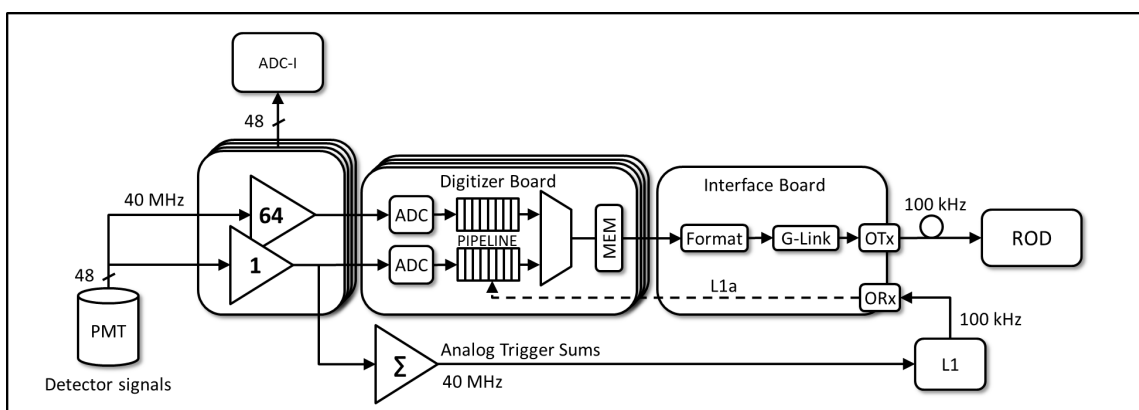 ADC-I
48
Digitizer Board
Interface Board
40 MHz
64
ADC
100 kHz
MEM
Format
G-Link
OTx
ROD
PIPELINE
1
ADC
48
L1a
ORx
PMT
100 kHz
Σ
Analog Trigger Sums
40 MHz
L1
Detector signals